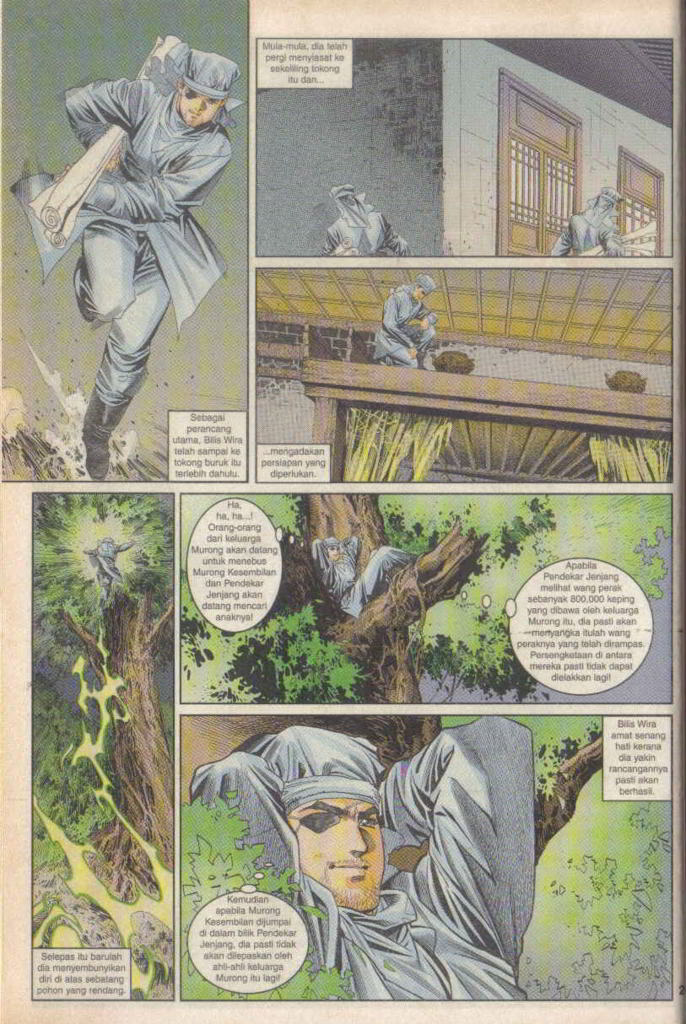 Sebagai
perancang
utama, Bilis Wira
telah sampai ke
tokong buruk itu
terlebih dahulu.
Mula-mula, dia telah
pergi menyiasat ke
sekeliling tokong
itu dan...
...mengadakan
persiapan yang
diperlukan.
Selepas itu barulah
dia menyembunyikan
diri di atas sebatang
pohon yang rendang.
Ha,
ha, ha...!
Orang-orang
dari keluarga
Murong akan datang
untuk menebus
Murong Kesembilan
dan Pendekar
Jenjang akan
datang mencari
anaknya!
Apabila
Pendekar Jenjang
melihat wang perak
sebanyak 800,000 keping
yang dibawa oleh keluarga
Murong itu, dia pasti akan
menyangka itulah wang
peraknya yang telah dirampas.
Persengketaan di antara
mereka pasti tidak dapat
dielakkan lagi!
Bilis Wira
amat senang
hati kerana
dia yakin
rancangannya
pasti akan
berhasil.
Kemudian
apabila Murong
Kesembilan dijumpai
di dalam bilik Pendekar
Jenjang, dia pasti tidak
akan dilepaskan oleh
ahli-ahli keluarga
Murong itu lagi!
2